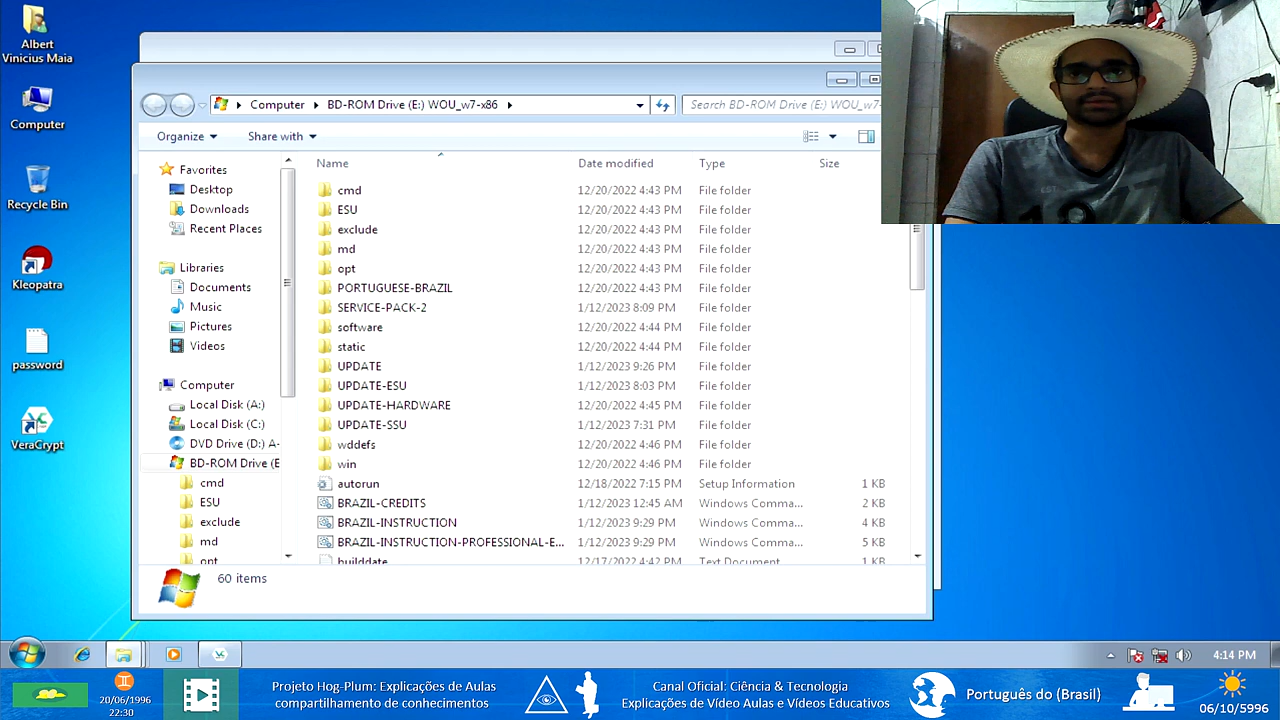 Albert
Vinicius Maia
Computer
Recycle Bin
Kleopatra
password
VeraCrypt
Computer
BD-ROM Drive (E:) WOU_w7-x86
Search BD-ROM Drive (E:) WOU_w7-
Organize
Share with
Name
Date modified
Type
Size
Favorites
Desktop
Downloads
Recent Places
Libraries
Documents
Music
Pictures
Videos
Computer
Local Disk (A:)
Local Disk (C:)
DVD Drive (D:) A-
BD-ROM Drive (E
cmd
ESU
exclude
md
opt
cmd 12/20/2022 4:43 PM File folder
ESU 12/20/2022 4:43 PM File folder
exclude 12/20/2022 4:43 PM File folder
md 12/20/2022 4:43 PM File folder
opt 12/20/2022 4:43 PM File folder
PORTUGUESE-BRAZIL 12/20/2022 4:43 PM File folder
SERVICE-PACK-2 1/12/2023 8:09 PM File folder
software 12/20/2022 4:44 PM File folder
static 12/20/2022 4:44 PM File folder
UPDATE 1/12/2023 9:26 PM File folder
UPDATE-ESU 1/12/2023 8:03 PM File folder
UPDATE-HARDWARE 12/20/2022 4:45 PM File folder
UPDATE-SSU 1/12/2023 7:31 PM File folder
wddefs 12/20/2022 4:46 PM File folder
win 12/20/2022 4:46 PM File folder
autorun 12/18/2022 7:15 PM Setup Information 1 KB
BRAZIL-CREDITS 1/12/2023 12:45 AM Windows Comma... 2 KB
BRAZIL-INSTRUCTION 1/12/2023 9:29 PM Windows Comma... 4 KB
BRAZIL-INSTRUCTION-PROFESSIONAL-E... 1/12/2023 9:29 PM Windows Comma... 5 KB
builddate 12/17/2022 4:42 PM Text Document 1 KB
60 items
4:14 PM
20/06/1996
22:30
Projeto Hog-Plum: Explicações de Aulas
compartilhamento de conhecimentos
Canal Oficial: Ciência & Tecnologia
Explicações de Vídeo Aulas e Vídeos Educativos
Português do (Brasil)
06/10/5996